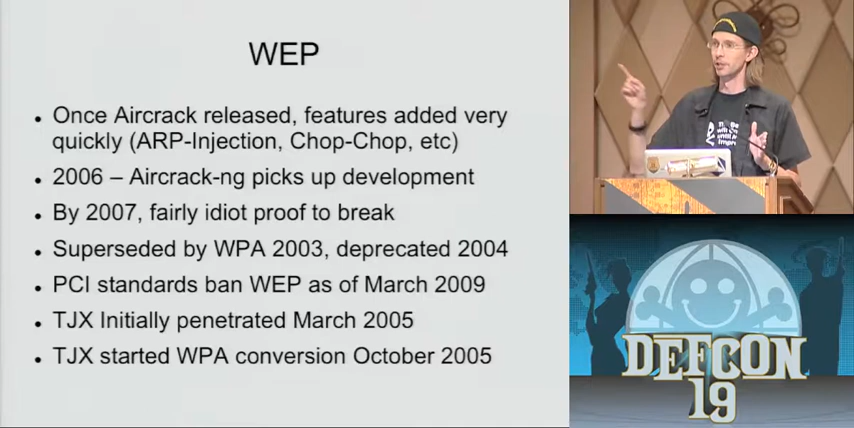 WEP
• Once Aircrack released, features added very
quickly (ARP-Injection, Chop-Chop, etc)
• 2006 – Aircrack-ng picks up development
• By 2007, fairly idiot proof to break
• Superseded by WPA 2003, deprecated 2004
• PCI standards ban WEP as of March 2009
• TJX Initially penetrated March 2005
• TJX started WPA conversion October 2005
DEFCON
19